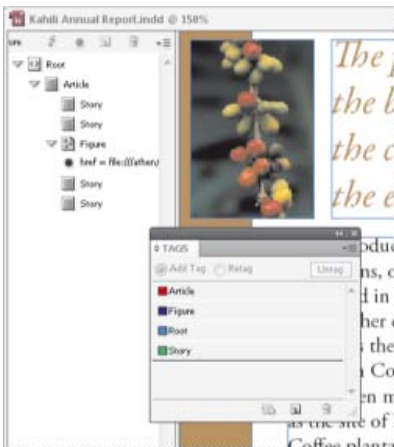 Kahili Annual Report.indd @ 150%
Root
Article
Story
Story
Figure
href = file:///ather/
Story
Story
The p
the b
the c
the e
TAGS
Add Tag Retag Untag
Article
Figure
Root
Story
oduc
ns, o
d in
her c
s the
Co
en m
as the site of
Coffee planta